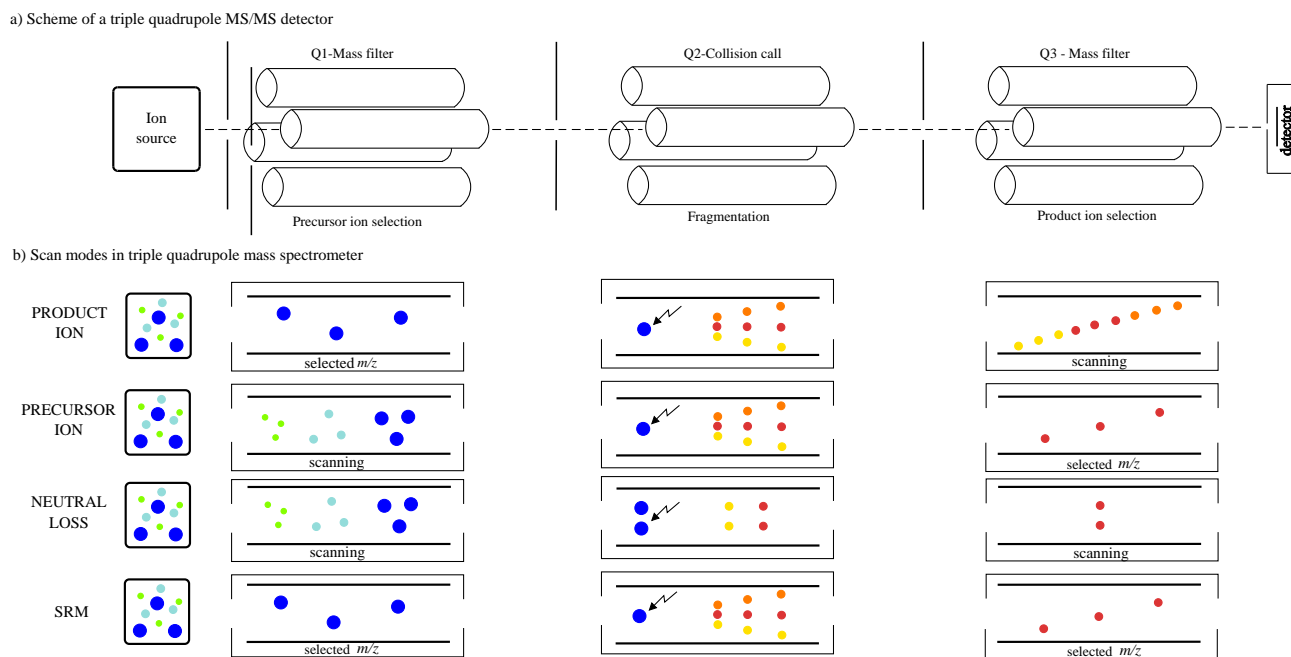 a) Scheme of a triple quadrupole MS/MS detector
Q1-Mass filter
Q2-Collision call
Q3 - Mass filter
Ion
source
detector
Precursor ion selection
Fragmentation
Product ion selection
b) Scan modes in triple quadrupole mass spectrometer
PRODUCT
ION
selected m/z
scanning
PRECURSOR
ION
scanning
selected m/z
NEUTRAL
LOSS
scanning
scanning
SRM
selected m/z
selected m/z